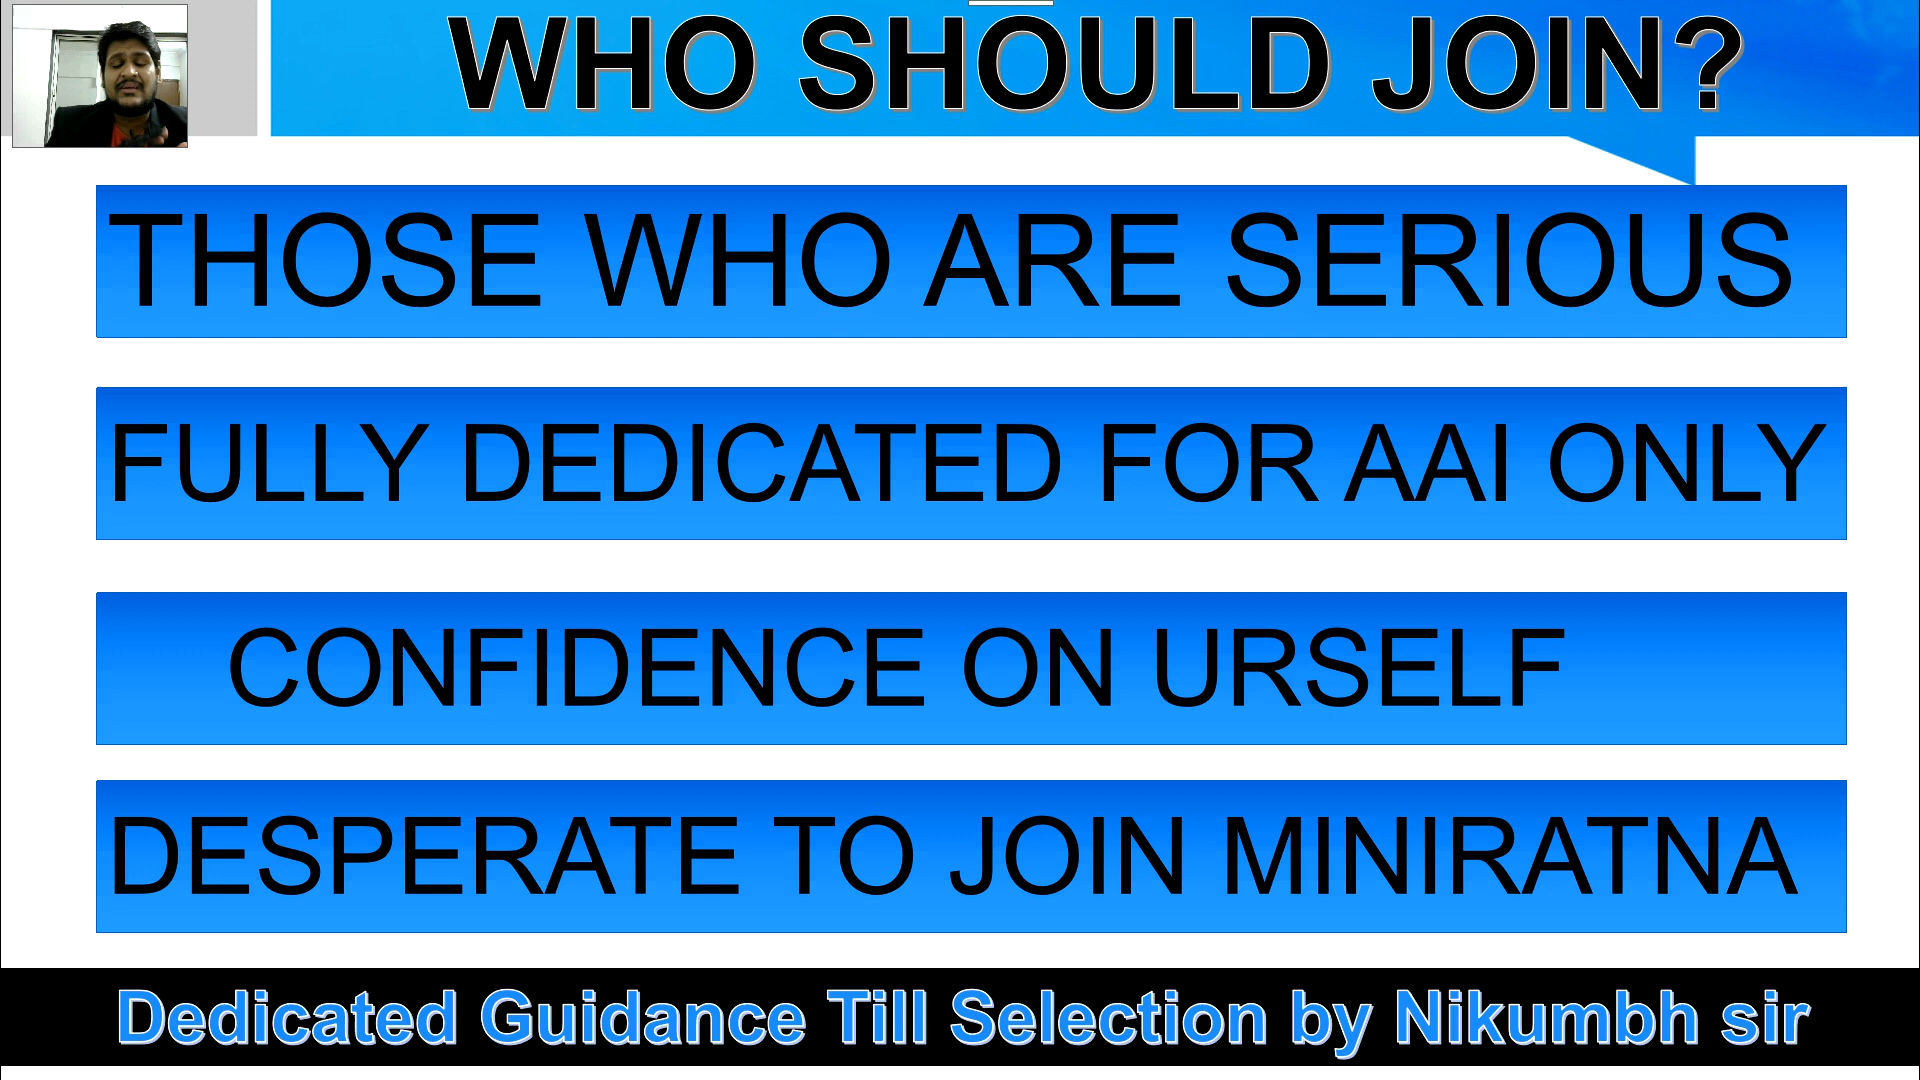 WHO SHOULD JOIN?
THOSE WHO ARE SERIOUS
FULLY DEDICATED FOR AAI ONLY
CONFIDENCE ON URSELF
DESPERATE TO JOIN MINIRATNA
Dedicated Guidance Till Selection by Nikumbh sir